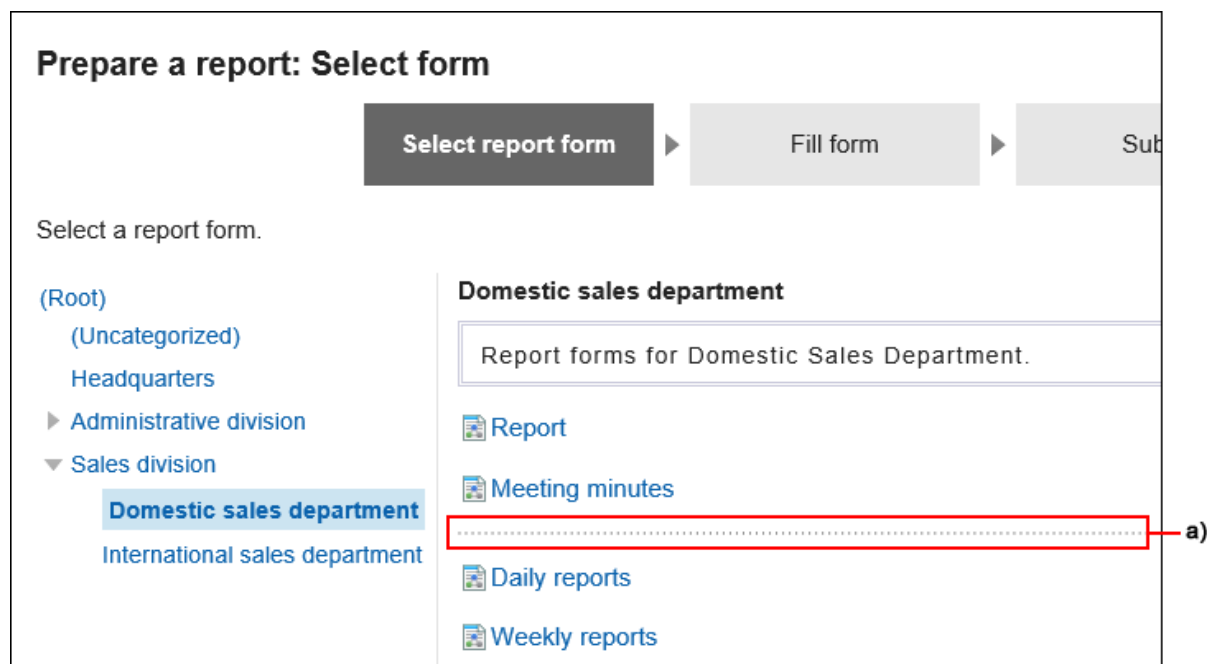 Prepare a report: Select form
Select report form
Fill form
Sub
Select a report form.
(Root)
(Uncategorized)
Headquarters
Administrative division
Sales division
Domestic sales department
International sales department
Domestic sales department
Report forms for Domestic Sales Department.
Report
Meeting minutes
a)
Daily reports
Weekly reports